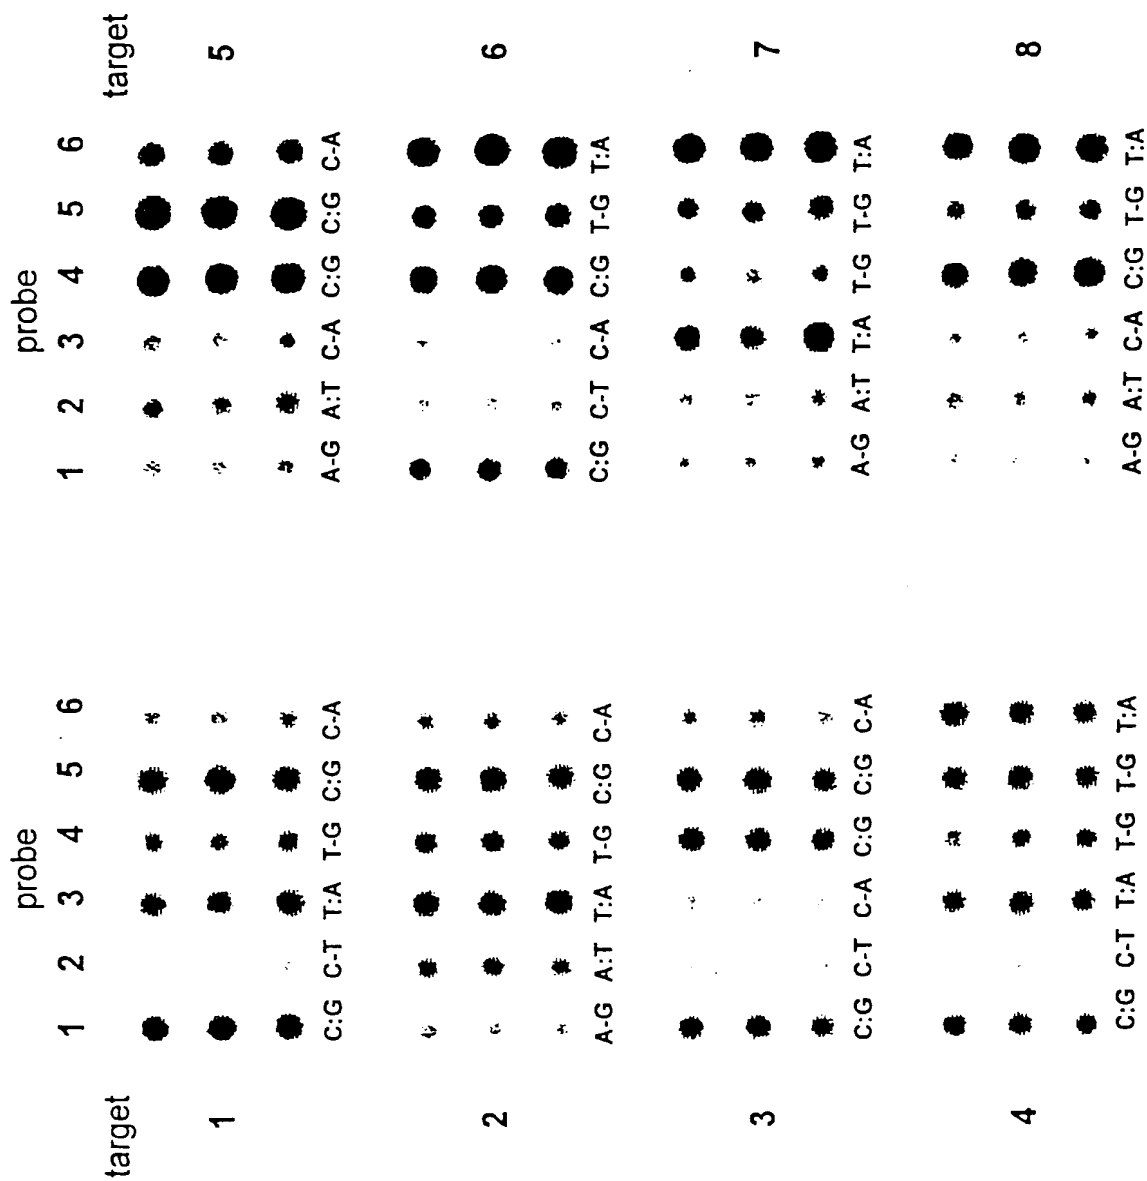 probe probe
1 2 3 4 5 6 1 2 3 4 5 6
target target
1 5
C:G C-T T:A T-G C:G C-A A-G A:T C-A C:G C:G C-A
2 6
A-G A:T T:A T-G C:G C-A C:G C-T C-A C:G T-G T:A
3 7
C:G C-T C-A C:G C:G C-A A-G A:T T:A T-G T-G T:A
4 8
C:G C-T T:A T-G T-G T:A A-G A:T C-A C:G T-G T:A